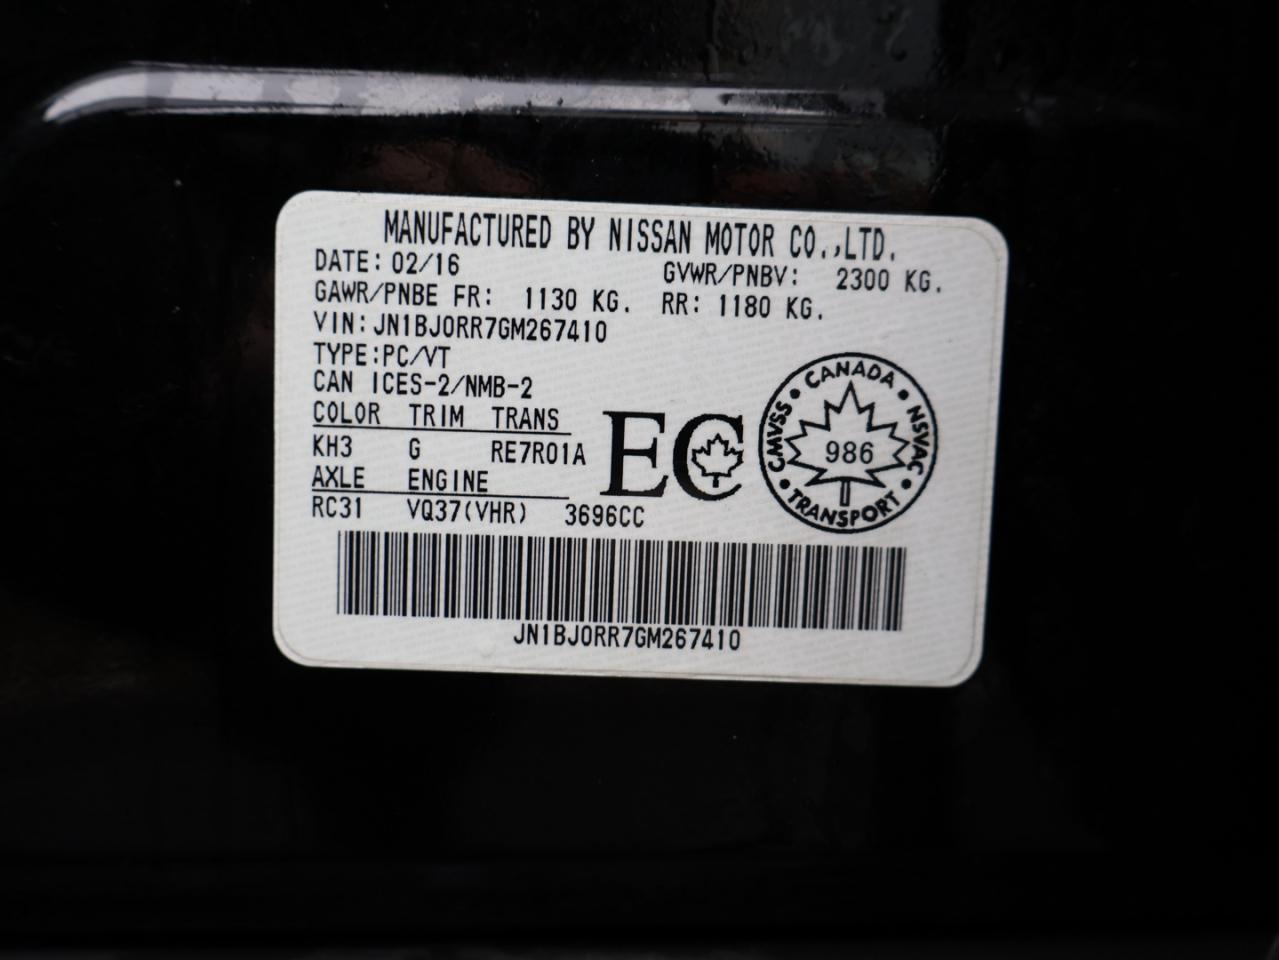 MANUFACTURED BY NISSAN MOTOR CO.,LTD.
DATE: 02/16 GVWR/PNBV: 2300 KG.
GAWR/PNBE FR: 1130 KG. RR: 1180 KG.
VIN: JN1BJ0RR7GM267410
TYPE: PC/VT
CAN ICES-2/NMB-2
COLOR TRIM TRANS
KH3 G RE7R01A
AXLE ENGINE
RC31 VQ37(VHR) 3696CC
EC
CANADA
CMVSS • NSVAC
986
TRANSPORT
JN1BJ0RR7GM267410